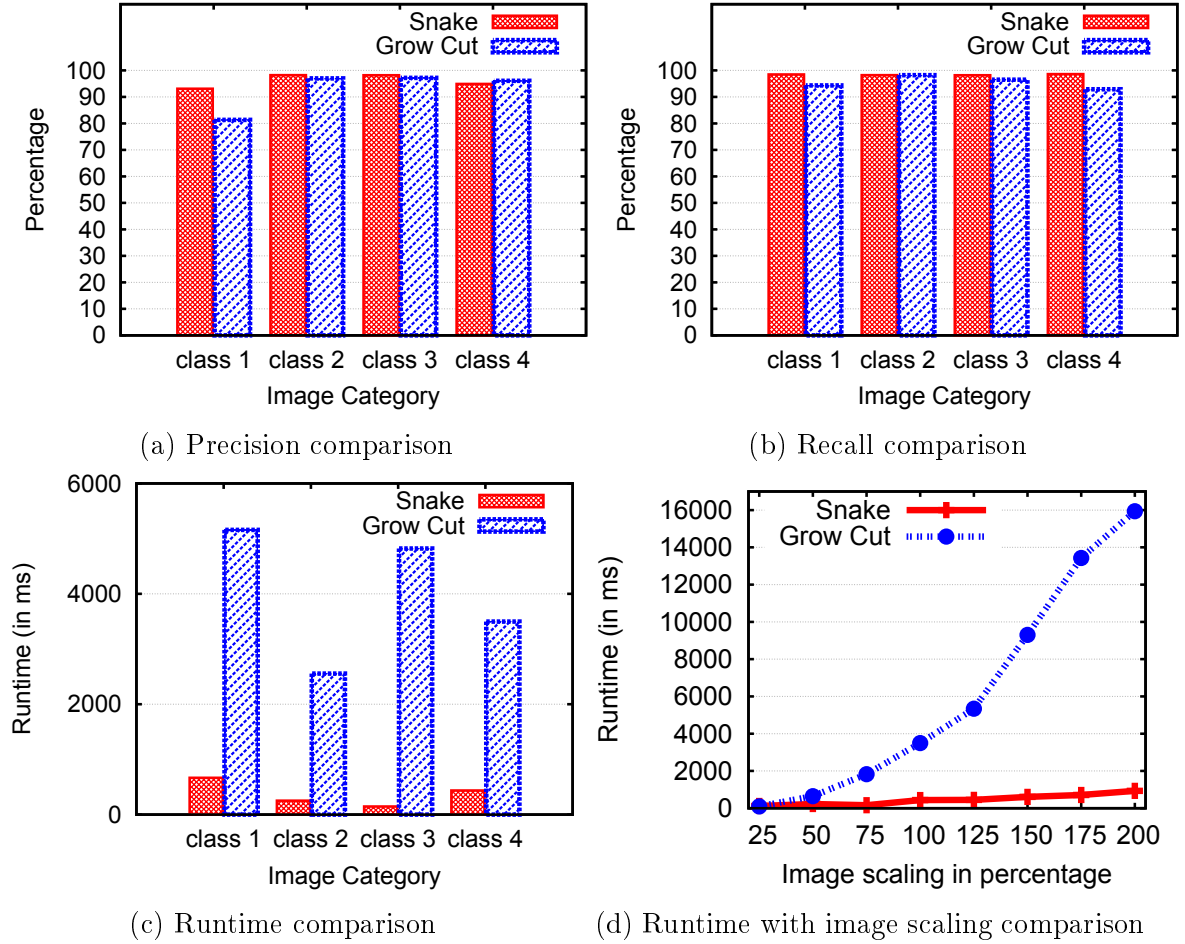 Snake
Grow Cut
100
90
80
70
60
50
40
30
20
10
0
Percentage
class 1 class 2 class 3 class 4
Image Category
(a) Precision comparison
Snake
Grow Cut
100
90
80
70
60
50
40
30
20
10
0
Percentage
class 1 class 2 class 3 class 4
Image Category
(b) Recall comparison
Snake
Grow Cut
6000
4000
2000
0
Runtime (in ms)
class 1 class 2 class 3 class 4
Image Category
(c) Runtime comparison
Snake
Grow Cut
16000
14000
12000
10000
8000
6000
4000
2000
0
Runtime (in ms)
25 50 75 100 125 150 175 200
Image scaling in percentage
(d) Runtime with image scaling comparison